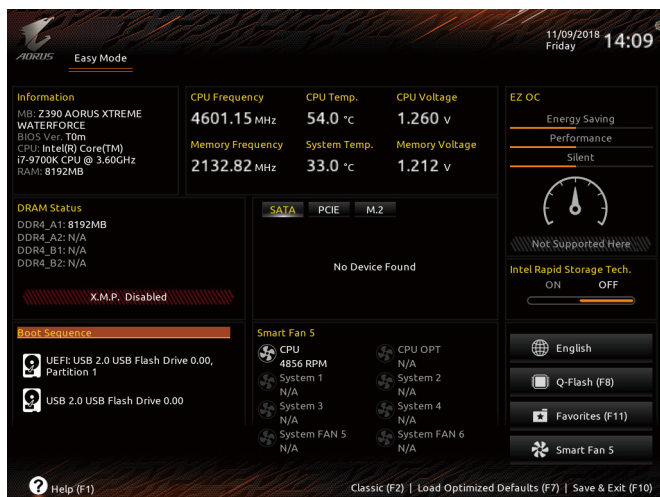 AORUS
Easy Mode
11/09/2018
Friday
14:09
Information
MB: Z390 AORUS XTREME
WATERFORCE
BIOS Ver. T0m
CPU: Intel(R) Core(TM)
i7-9700K CPU @ 3.60GHz
RAM: 8192MB
CPU Frequency
4601.15 MHz
CPU Temp.
54.0 °C
CPU Voltage
1.260 V
Memory Frequency
2132.82 MHz
System Temp.
33.0 °C
Memory Voltage
1.212 V
EZ OC
Energy Saving
Performance
Silent
Not Supported Here
DRAM Status
DDR4_A1: 8192MB
DDR4_A2: N/A
DDR4_B1: N/A
DDR4_B2: N/A
X.M.P. Disabled
SATA PCIE M.2
No Device Found
Intel Rapid Storage Tech.
ON OFF
Boot Sequence
UEFI: USB 2.0 USB Flash Drive 0.00,
Partition 1
USB 2.0 USB Flash Drive 0.00
Smart Fan 5
CPU
4856 RPM
CPU OPT
N/A
System 1
N/A
System 2
N/A
System 3
N/A
System 4
N/A
System FAN 5
N/A
System FAN 6
N/A
English
Q-Flash (F8)
Favorites (F11)
Smart Fan 5
Help (F1)
Classic (F2) | Load Optimized Defaults (F7) | Save & Exit (F10)